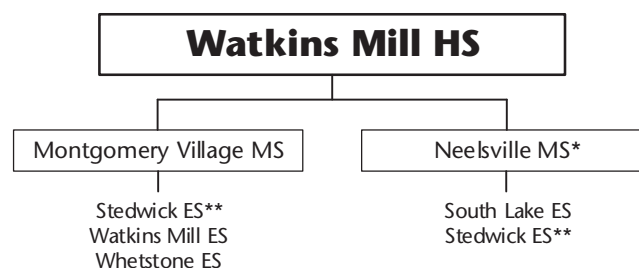 Watkins Mill HS
Montgomery Village MS
Stedwick ES**
Watkins Mill ES
Whetstone ES
Neelsville MS*
South Lake ES
Stedwick ES**